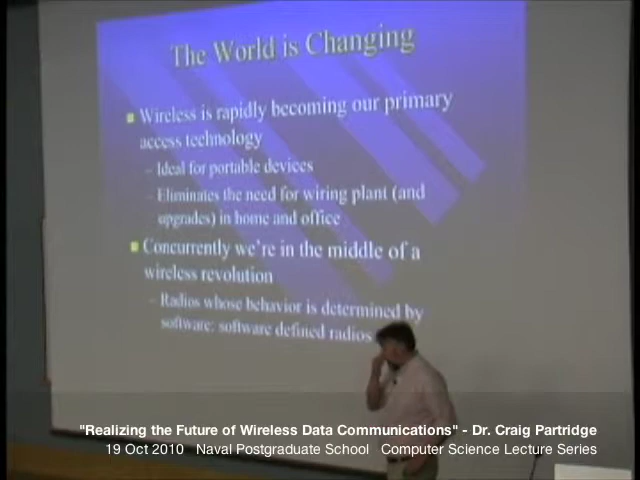 The World is Changing
Wireless is rapidly becoming our primary
access technology
– Ideal for portable devices
– Eliminates the need for wiring plant (and
upgrades) in home and office
Concurrently we're in the middle of a
wireless revolution
– Radios whose behavior is determined by
software: software defined radios
"Realizing the Future of Wireless Data Communications" - Dr. Craig Partridge
19 Oct 2010 Naval Postgraduate School Computer Science Lecture Series